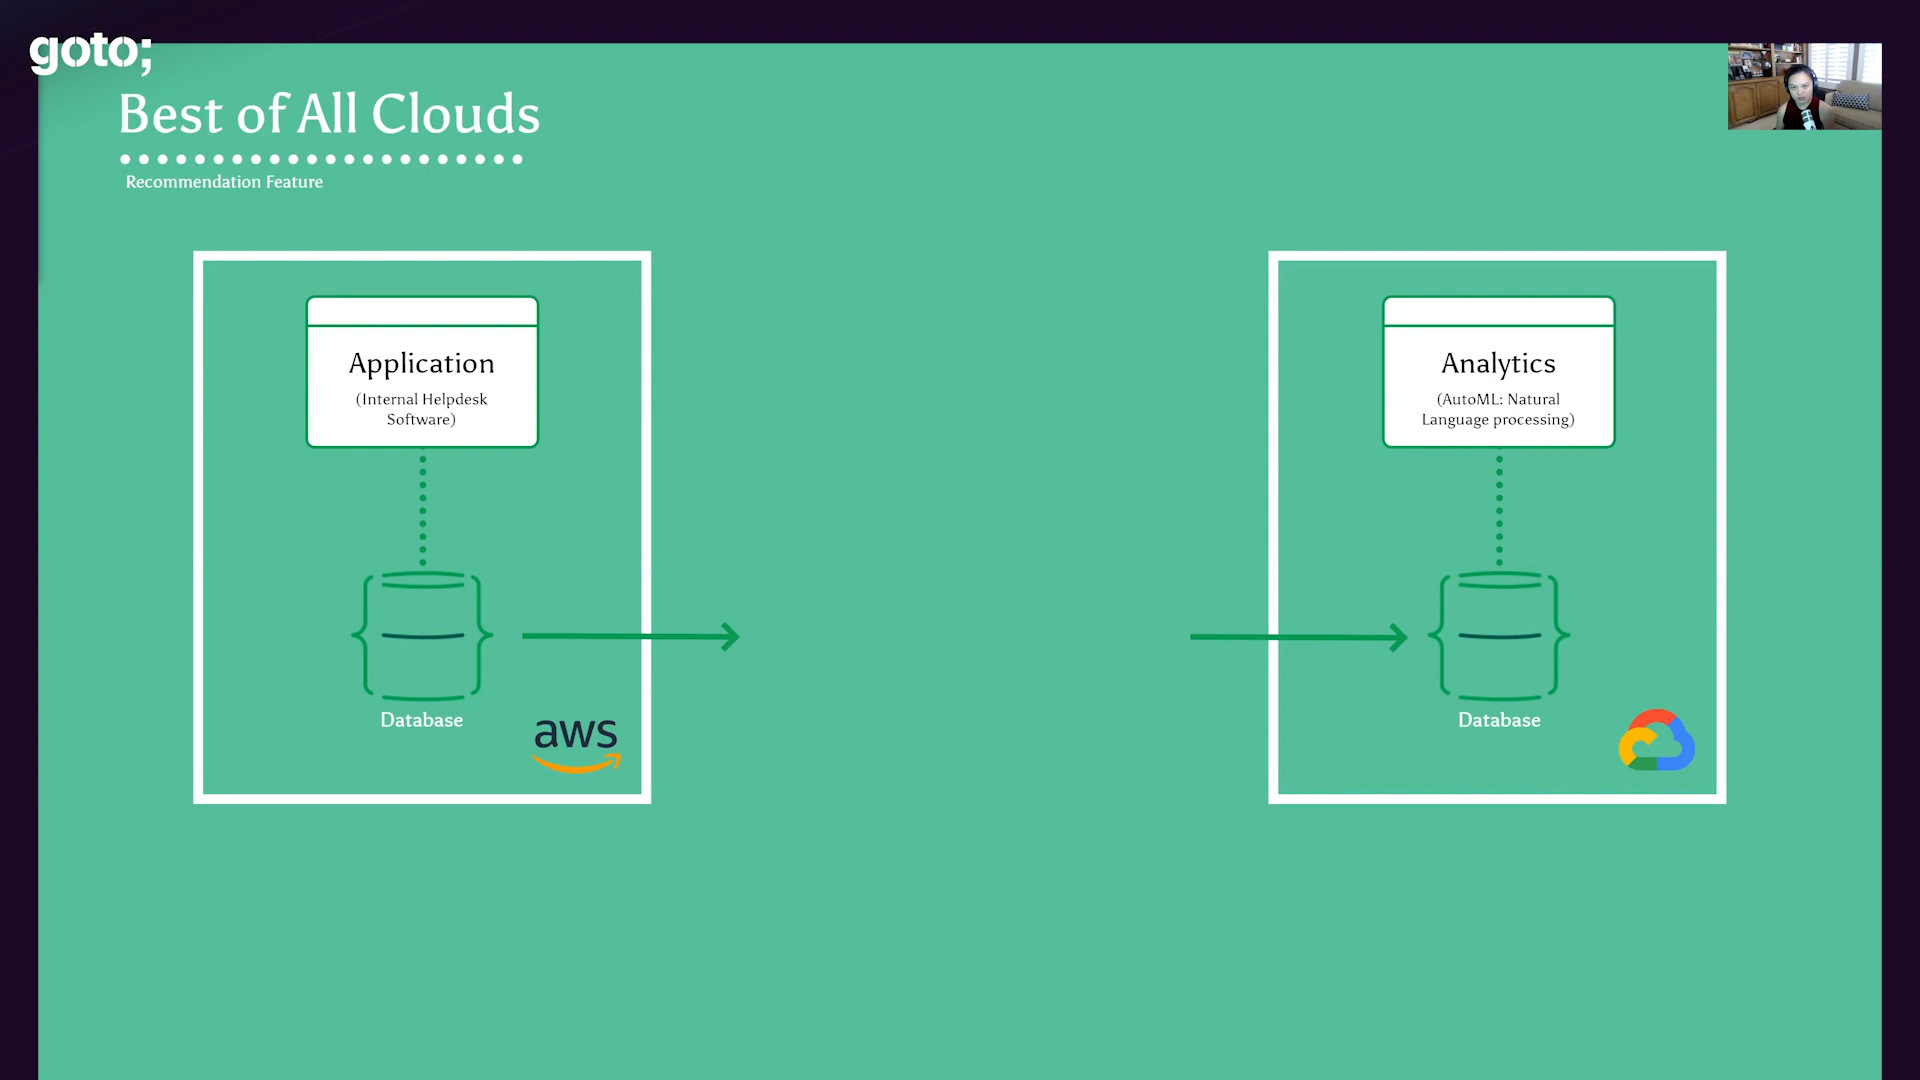 goto;
Best of All Clouds
Recommendation Feature
Application
(Internal Helpdesk
Software)
Database
aws
Analytics
(AutoML: Natural
Language processing)
Database